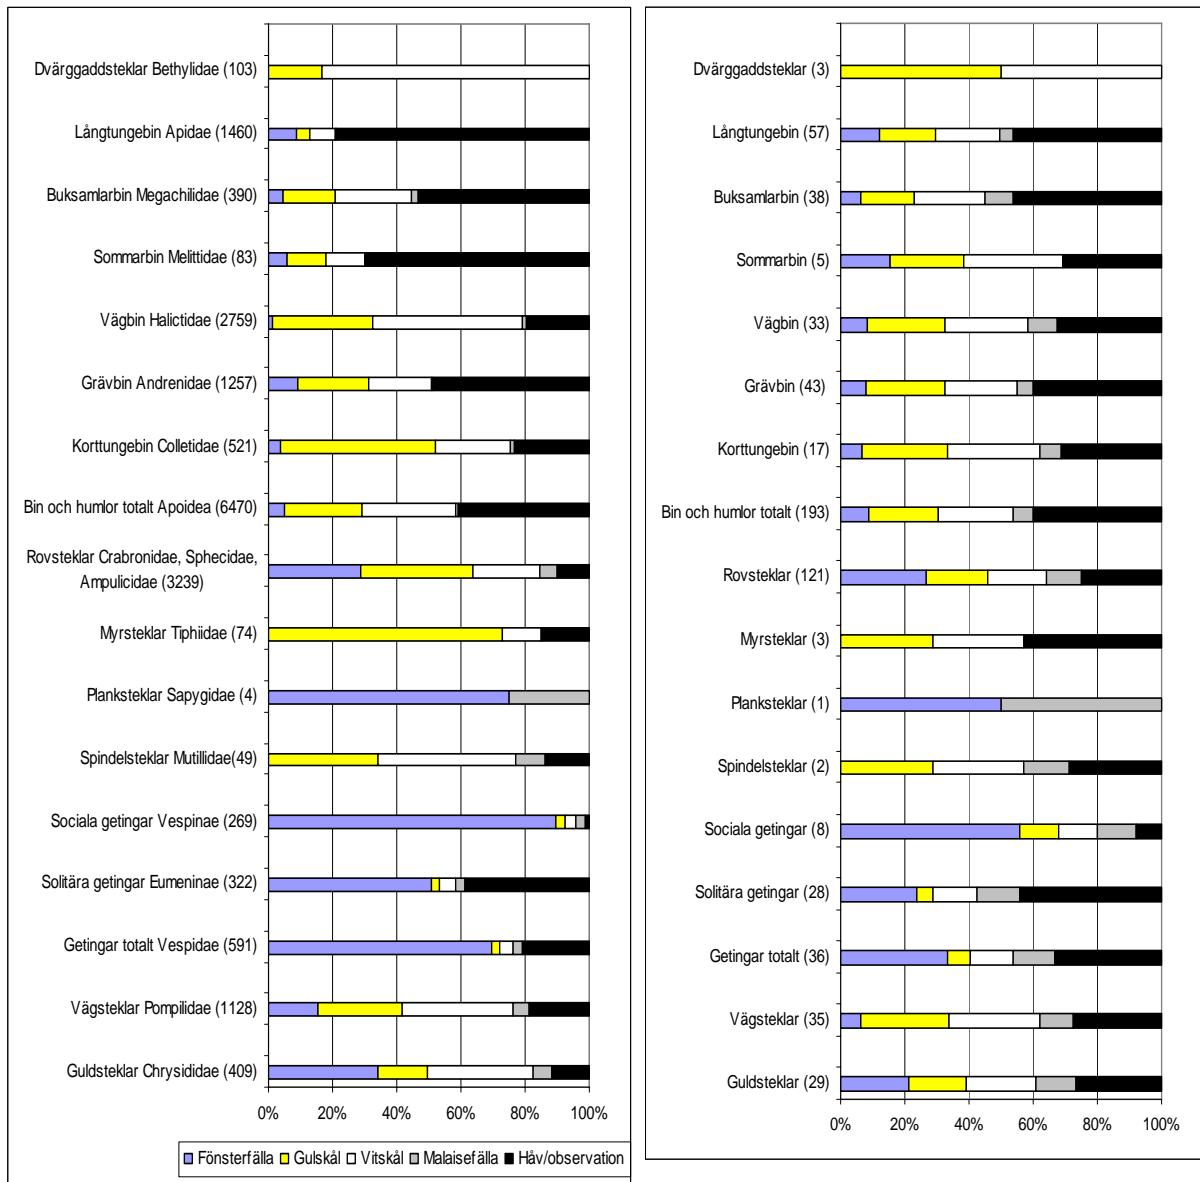 Dvärggaddsteklar Bethylidae (103)
Långtungebin Apidae (1460)
Buksamlarbin Megachilidae (390)
Sommarbin Melittidae (83)
Vägbin Halictidae (2759)
Grävbin Andrenidae (1257)
Korttungebin Colletidae (521)
Bin och humlor totalt Apoidea (6470)
Rovsteklar Crabronidae, Sphecidae,
Ampulicidae (3239)
Myrsteklar Tiphiidae (74)
Planksteklar Sapygidae (4)
Spindelsteklar Mutillidae(49)
Sociala getingar Vespinae (269)
Solitära getingar Eumeninae (322)
Getingar totalt Vespidae (591)
Vägsteklar Pompilidae (1128)
Guldsteklar Chrysididae (409)
0% 20% 40% 60% 80% 100%
Fönsterfälla Gulskål Vitskål Malaisefälla Håv/observation
Dvärggaddsteklar (3)
Långtungebin (57)
Buksamlarbin (38)
Sommarbin (5)
Vägbin (33)
Grävbin (43)
Korttungebin (17)
Bin och humlor totalt (193)
Rovsteklar (121)
Myrsteklar (3)
Planksteklar (1)
Spindelsteklar (2)
Sociala getingar (8)
Solitära getingar (28)
Getingar totalt (36)
Vägsteklar (35)
Guldsteklar (29)
0% 20% 40% 60% 80% 100%